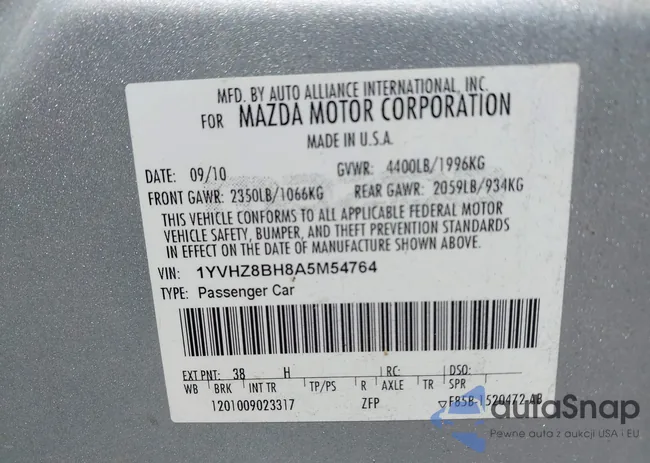 MFD. BY AUTO ALLIANCE INTERNATIONAL, INC.
FOR MAZDA MOTOR CORPORATION
MADE IN U.S.A.
DATE: 09/10 GVWR: 4400LB/1996KG
FRONT GAWR: 2350LB/1066KG REAR GAWR: 2059LB/934KG
THIS VEHICLE CONFORMS TO ALL APPLICABLE FEDERAL MOTOR
VEHICLE SAFETY, BUMPER, AND THEFT PREVENTION STANDARDS
IN EFFECT ON THE DATE OF MANUFACTURE SHOWN ABOVE.
VIN: 1YVHZ8BH8A5M54764
TYPE: Passenger Car
EXT PNT: 38 H RC: DSO:
WB BRK INT TR TP/PS R AXLE TR SPR
1201009023317 ZFP ▽F85B-1520472-AB
autaSnap
Pewne auta z aukcji USA i EU